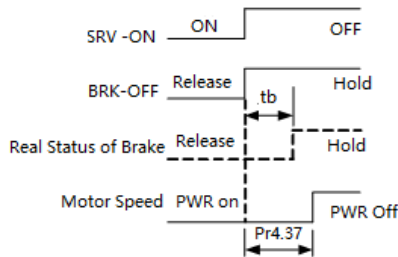 SRV -ON ON OFF
BRK-OFF Release Hold
tb
Real Status of Brake Release Hold
Motor Speed PWR on PWR Off
Pr4.37